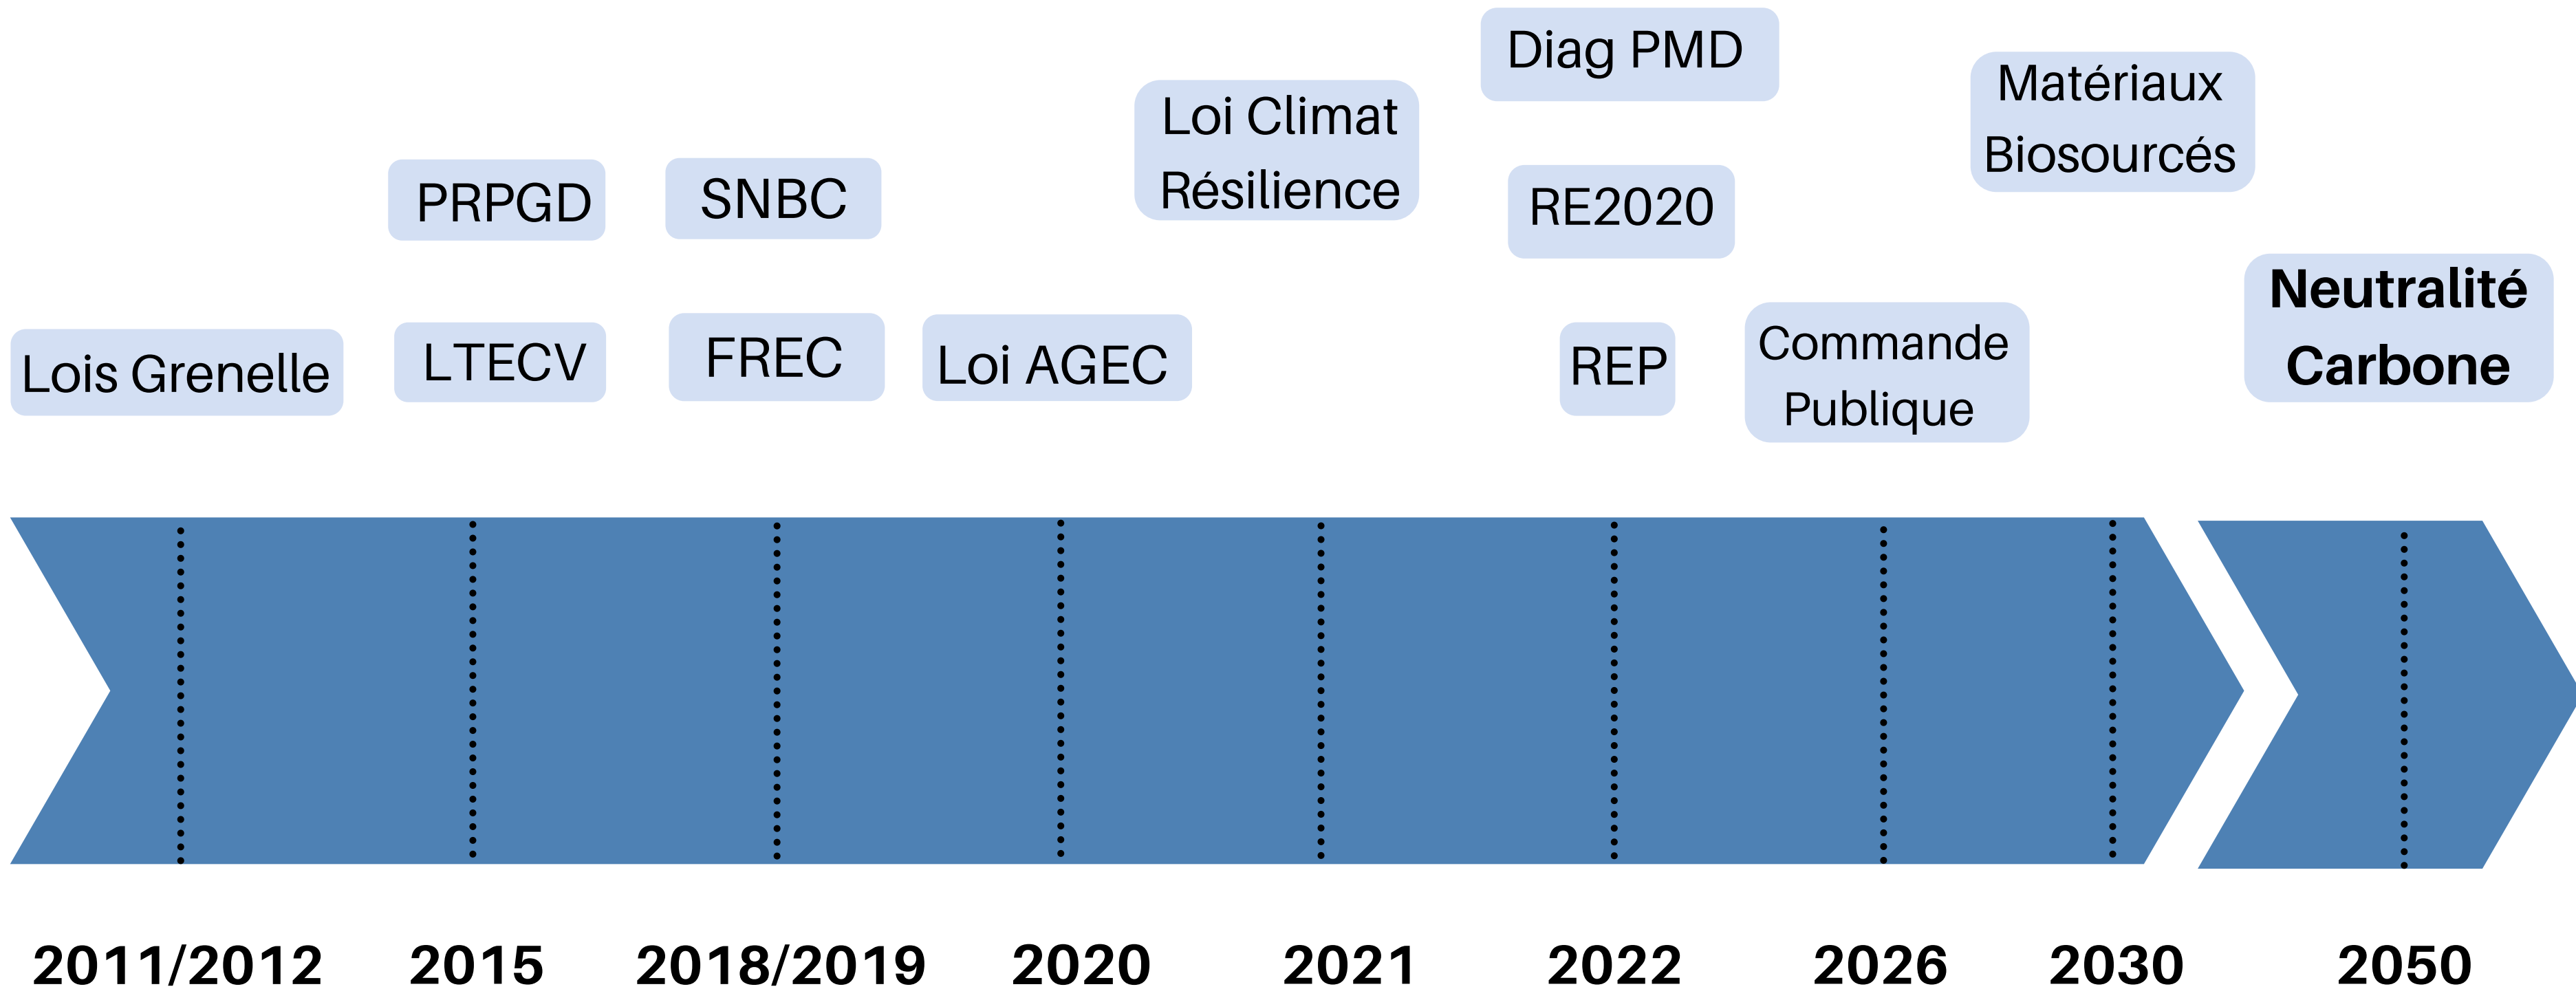 Diag PMD
Matériaux
Biosourcés
Loi Climat
Résilience
PRPGD
SNBC
RE2020
Neutralité
Carbone
Lois Grenelle
LTECV
FREC
Loi AGEC
REP
Commande
Publique
2011/2012
2015
2018/2019
2020
2021
2022
2026
2030
2050